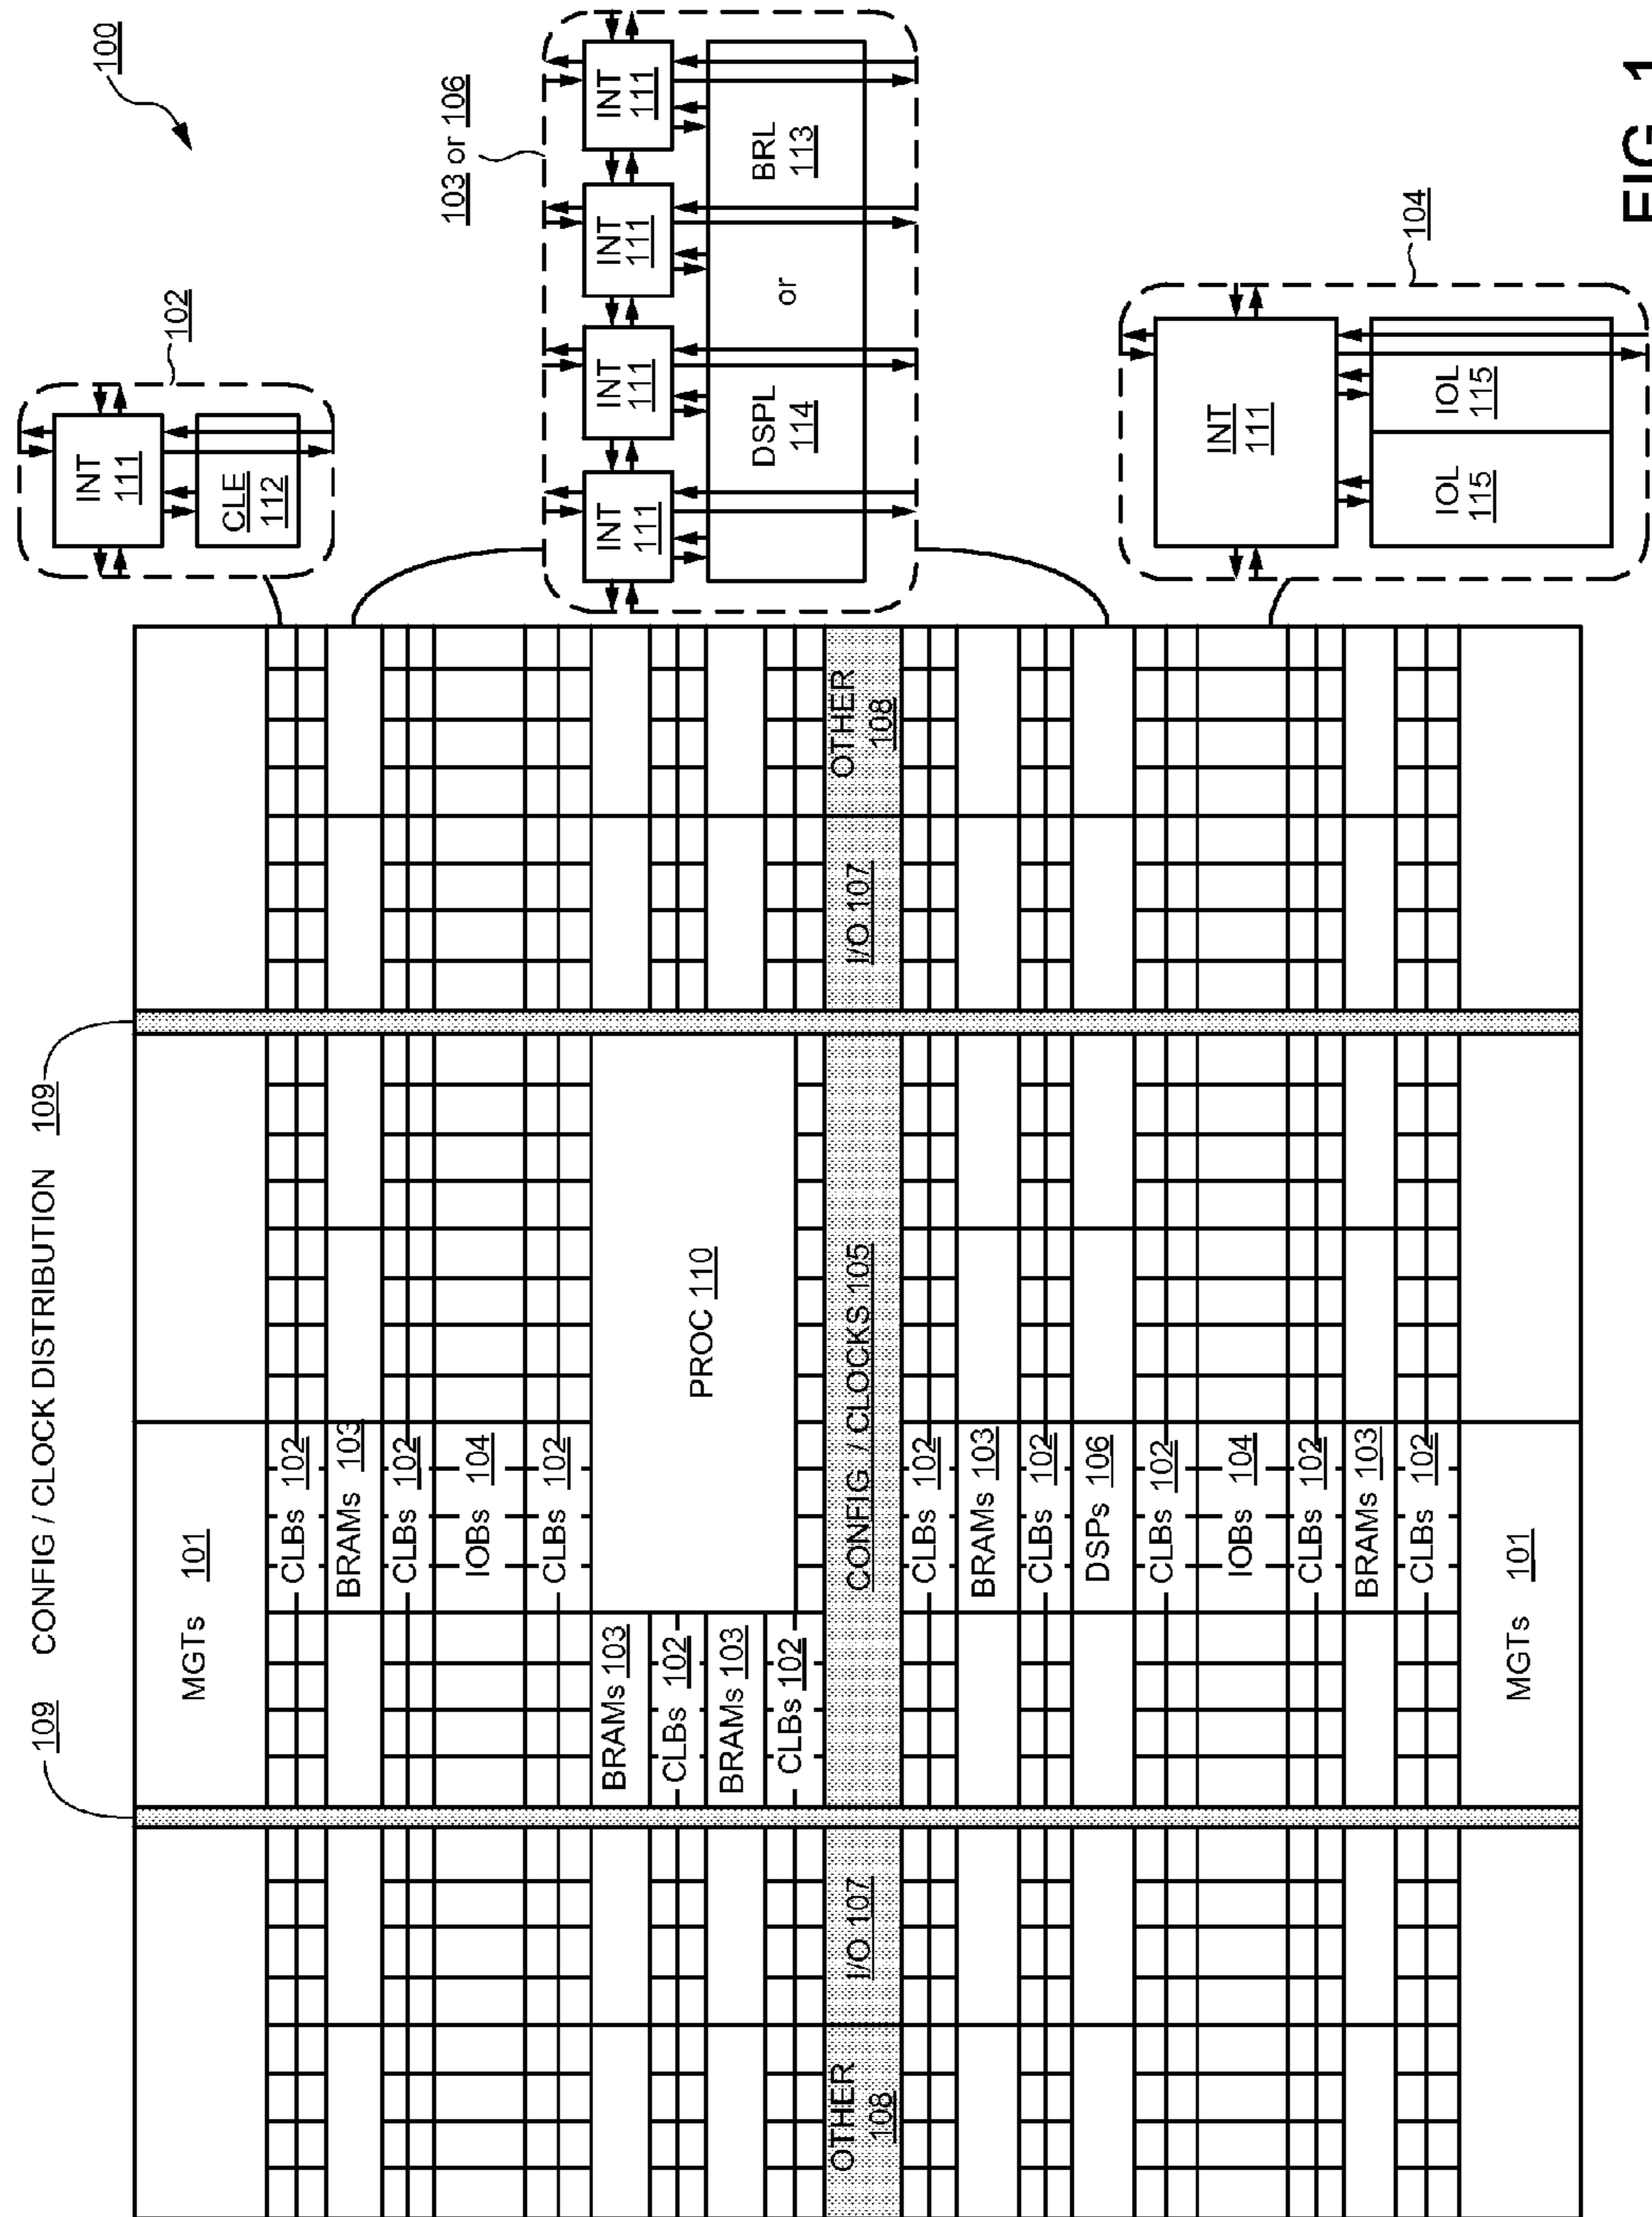 109 CONFIG / CLOCK DISTRIBUTION 109
100
MGTs 101
CLBs 102
BRAMs 103
CLBs 102
IOBs 104
CLBs 102
BRAMs 103
CLBs 102
PROC 110
BRAMs 103
CLBs 102
OTHER
108
I/O 107
CONFIG / CLOCKS 105
I/O 107
OTHER
108
CLBs 102
BRAMs 103
CLBs 102
DSPs 106
CLBs 102
IOBs 104
CLBs 102
BRAMs 103
CLBs 102
MGTs 101
102
INT
111
CLE
112
103 or 106
INT
111
INT
111
INT
111
INT
111
DSPL
114
or
BRL
113
104
INT
111
IOL
115
IOL
115
FIG 1